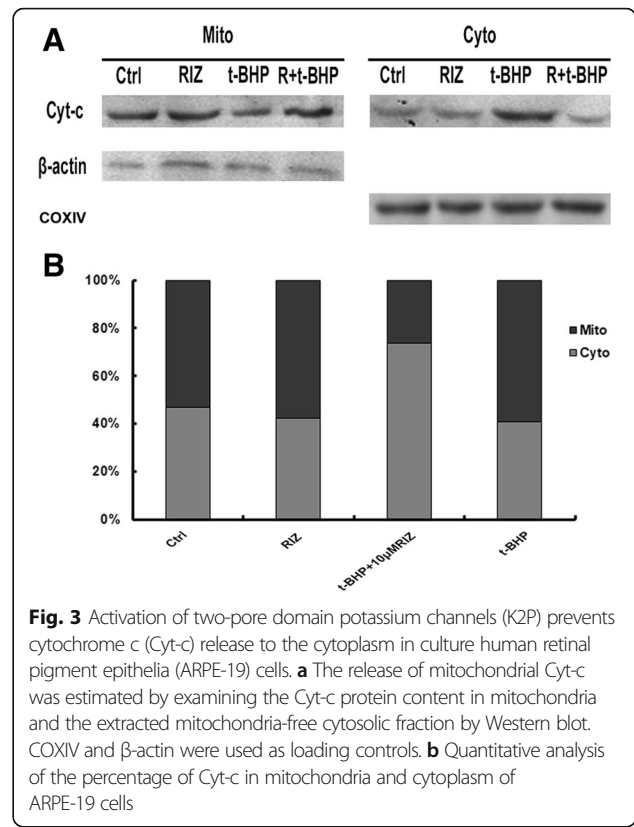 A
Mito Cyto
Ctrl RIZ t-BHP R+t-BHP Ctrl RIZ t-BHP R+t-BHP
Cyt-c
β-actin
COXIV
B
100%
80%
60%
40%
20%
0%
Mito
Cyto
Ctrl
RIZ
t-BHP+10μMRIZ
t-BHP
Fig. 3 Activation of two-pore domain potassium channels (K2P) prevents
cytochrome c (Cyt-c) release to the cytoplasm in culture human retinal
pigment epithelia (ARPE-19) cells. a The release of mitochondrial Cyt-c
was estimated by examining the Cyt-c protein content in mitochondria
and the extracted mitochondria-free cytosolic fraction by Western blot.
COXIV and β-actin were used as loading controls. b Quantitative analysis
of the percentage of Cyt-c in mitochondria and cytoplasm of
ARPE-19 cells